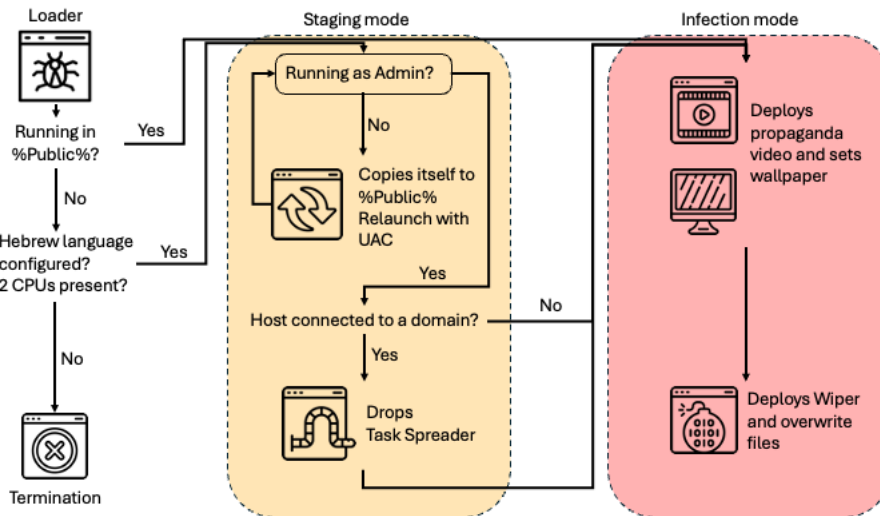 Loader
Staging mode
Infection mode
Running as Admin?
Running in
%Public%?
Yes
No
Copies itself to
%Public%
Relaunch with
UAC
Deploys
propaganda
video and sets
wallpaper
No
Hebrew language
configured?
2 CPUs present?
Yes
Yes
Host connected to a domain?
No
Yes
No
Drops
Task Spreader
Deploys Wiper
and overwrite
files
Termination